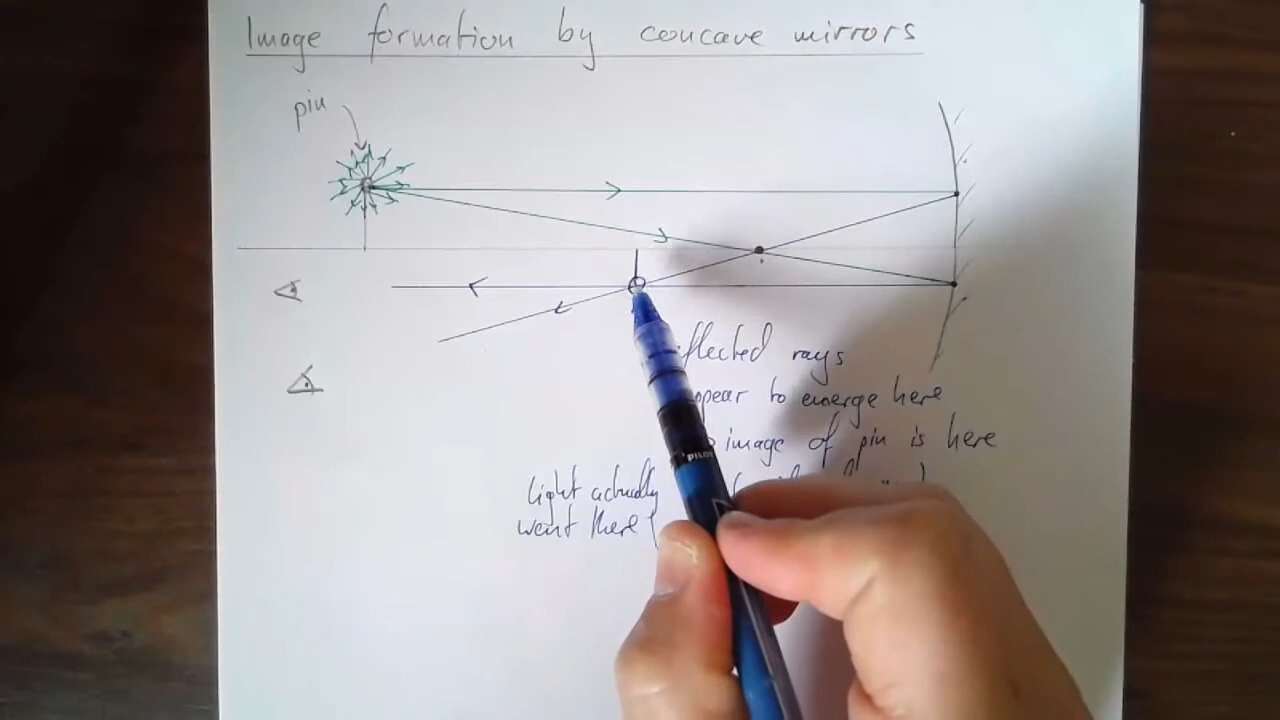 Image formation by concave mirrors
pin
flected rays
pear to emerge here
image of pin is here
light actually
went there
PILOT